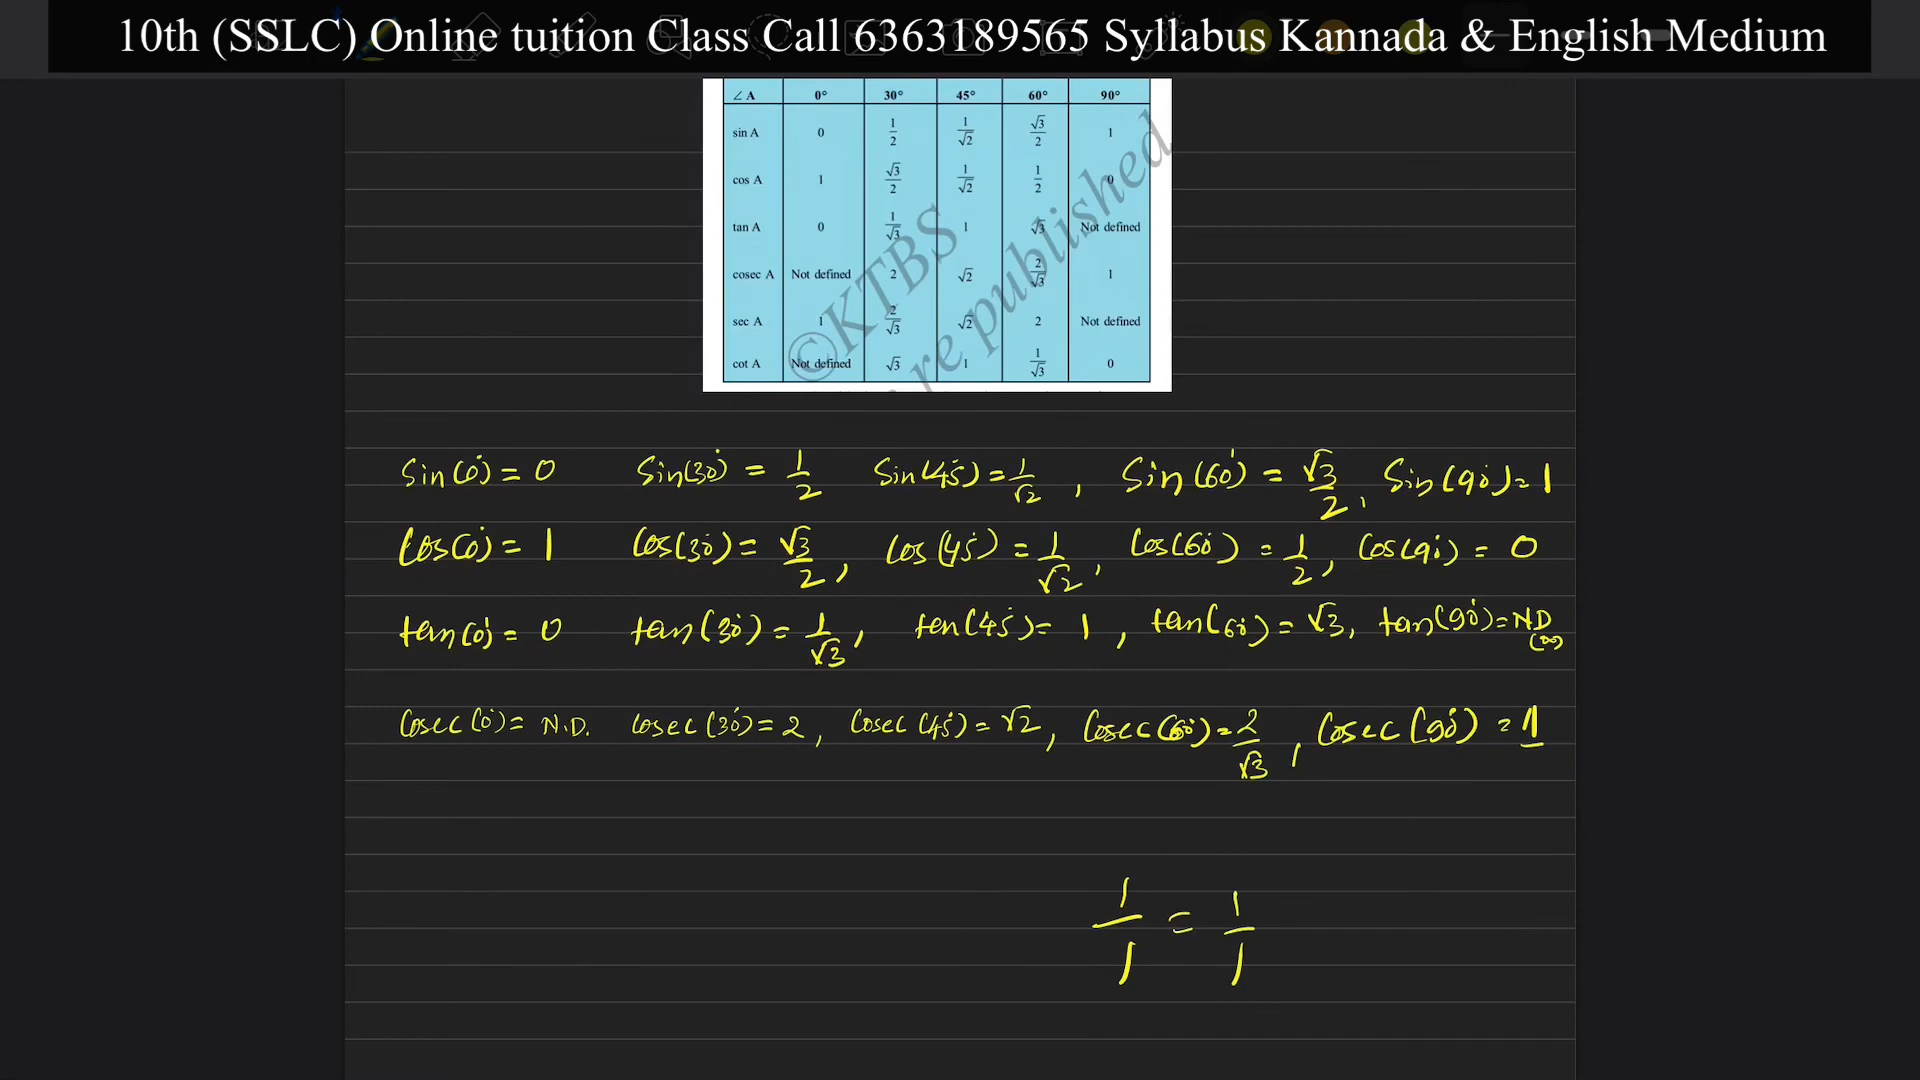 10th (SSLC) Online tuition Class Call 6363189565 Syllabus Kannada & English Medium
∠A 0° 30° 45° 60° 90°
sin A 0 1/2 1/√2 √3/2 1
cos A 1 √3/2 1/√2 1/2 0
tan A 0 1/√3 1 √3 Not defined
cosec A Not defined 2 √2 2/√3 1
sec A 1 2/√3 √2 2 Not defined
cot A Not defined √3 1 1/√3 0
©KTBS
re published
Sin(0°) = 0 Sin(30°) = 1/2 Sin(45°) = 1/√2 , Sin(60°) = √3/2 , Sin(90°) = 1
Cos(0°) = 1 Cos(30°) = √3/2 , Cos(45°) = 1/√2 , Cos(60°) = 1/2 , Cos(90°) = 0
tan(0°) = 0 tan(30°) = 1/√3 , tan(45°) = 1 , tan(60°) = √3 , tan(90°) = ND
(∞)
Cosec(0°) = N.D. Cosec(30°) = 2 , Cosec(45°) = √2 , Cosec(60°) = 2/√3 , Cosec(90°) = 1
1/1 = 1/1